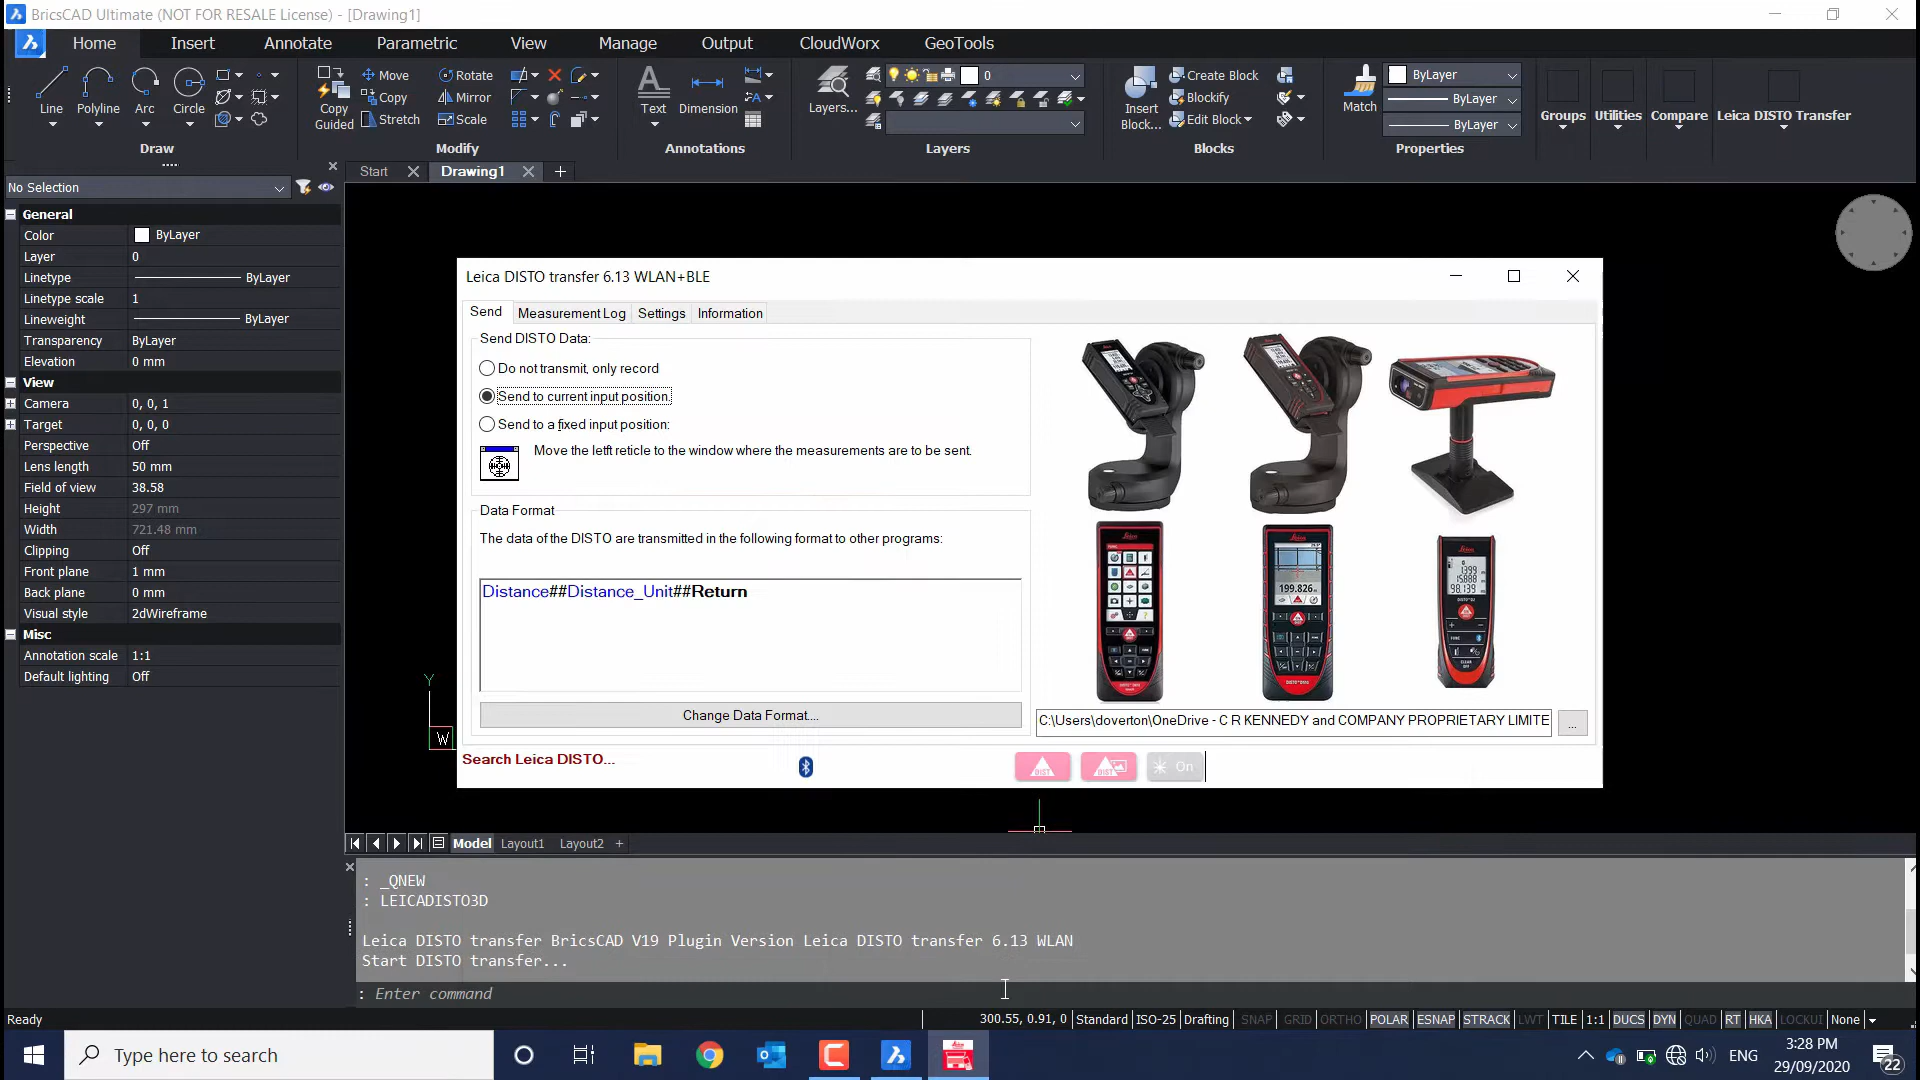 BricsCAD Ultimate (NOT FOR RESALE License) - [Drawing1]
Home Insert Annotate Parametric View Manage Output CloudWorx GeoTools
Line Polyline Arc Circle
Draw
Copy Guided
Move Rotate
Copy Mirror
Stretch Scale
Modify
Text Dimension
Annotations
Layers...
0
Layers
Insert Block...
Create Block
Blockify
Edit Block
Blocks
Match
ByLayer
ByLayer
ByLayer
Properties
Groups Utilities Compare Leica DISTO Transfer
Start Drawing1
No Selection
General
Color ByLayer
Layer 0
Linetype ByLayer
Linetype scale 1
Lineweight ByLayer
Transparency ByLayer
Elevation 0 mm
View
Camera 0, 0, 1
Target 0, 0, 0
Perspective Off
Lens length 50 mm
Field of view 38.58
Height 297 mm
Width 721.48 mm
Clipping Off
Front plane 1 mm
Back plane 0 mm
Visual style 2dWireframe
Misc
Annotation scale 1:1
Default lighting Off
Y
W
Leica DISTO transfer 6.13 WLAN+BLE
Send Measurement Log Settings Information
Send DISTO Data:
Do not transmit, only record
Send to current input position.
Send to a fixed input position:
Move the left reticle to the window where the measurements are to be sent.
Data Format
The data of the DISTO are transmitted in the following format to other programs:
Distance##Distance_Unit##Return
Change Data Format....
C:\Users\doverton\OneDrive - C R KENNEDY and COMPANY PROPRIETARY LIMITE
...
Search Leica DISTO...
DIST DIST On
199.826
Model Layout1 Layout2 +
: _QNEW
: LEICADISTO3D
Leica DISTO transfer BricsCAD V19 Plugin Version Leica DISTO transfer 6.13 WLAN
Start DISTO transfer...
: Enter command
Ready
300.55, 0.91, 0 Standard ISO-25 Drafting SNAP GRID ORTHO POLAR ESNAP STRACK LWT TILE 1:1 DUCS DYN QUAD RT HKA LOCKUI None
Type here to search
ENG
3:28 PM
29/09/2020
22